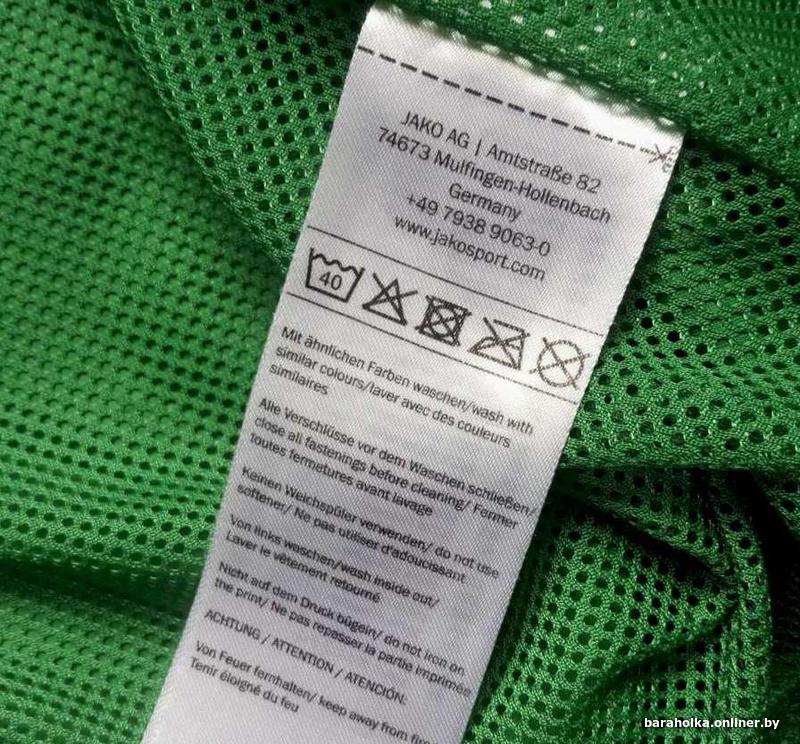 JAKO AG | Amtstraße 82
74673 Mulfingen-Hollenbach
Germany
+49 7938 9063-0
www.jakosport.com
40
Mit ähnlichen Farben waschen/wash with
similar colours/laver avec des couleurs
similaires
Alle Verschlüsse vor dem Waschen schließen/
close all fastenings before cleaning/ Fermer
toutes fermetures avant lavage
Keinen Weichspüler verwenden/ do not use
softener/ Ne pas utiliser d'adoucissant
Von links waschen/wash inside out/
Laver le vêtement retourné
Nicht auf dem Druck bügeln/ do not iron on
the print/ Ne pas repasser la partie imprimée
ACHTUNG / ATTENTION / ATENCIÓN:
Von Feuer fernhalten/ keep away from
Tenir éloigné du feu
baraholka.onliner.by